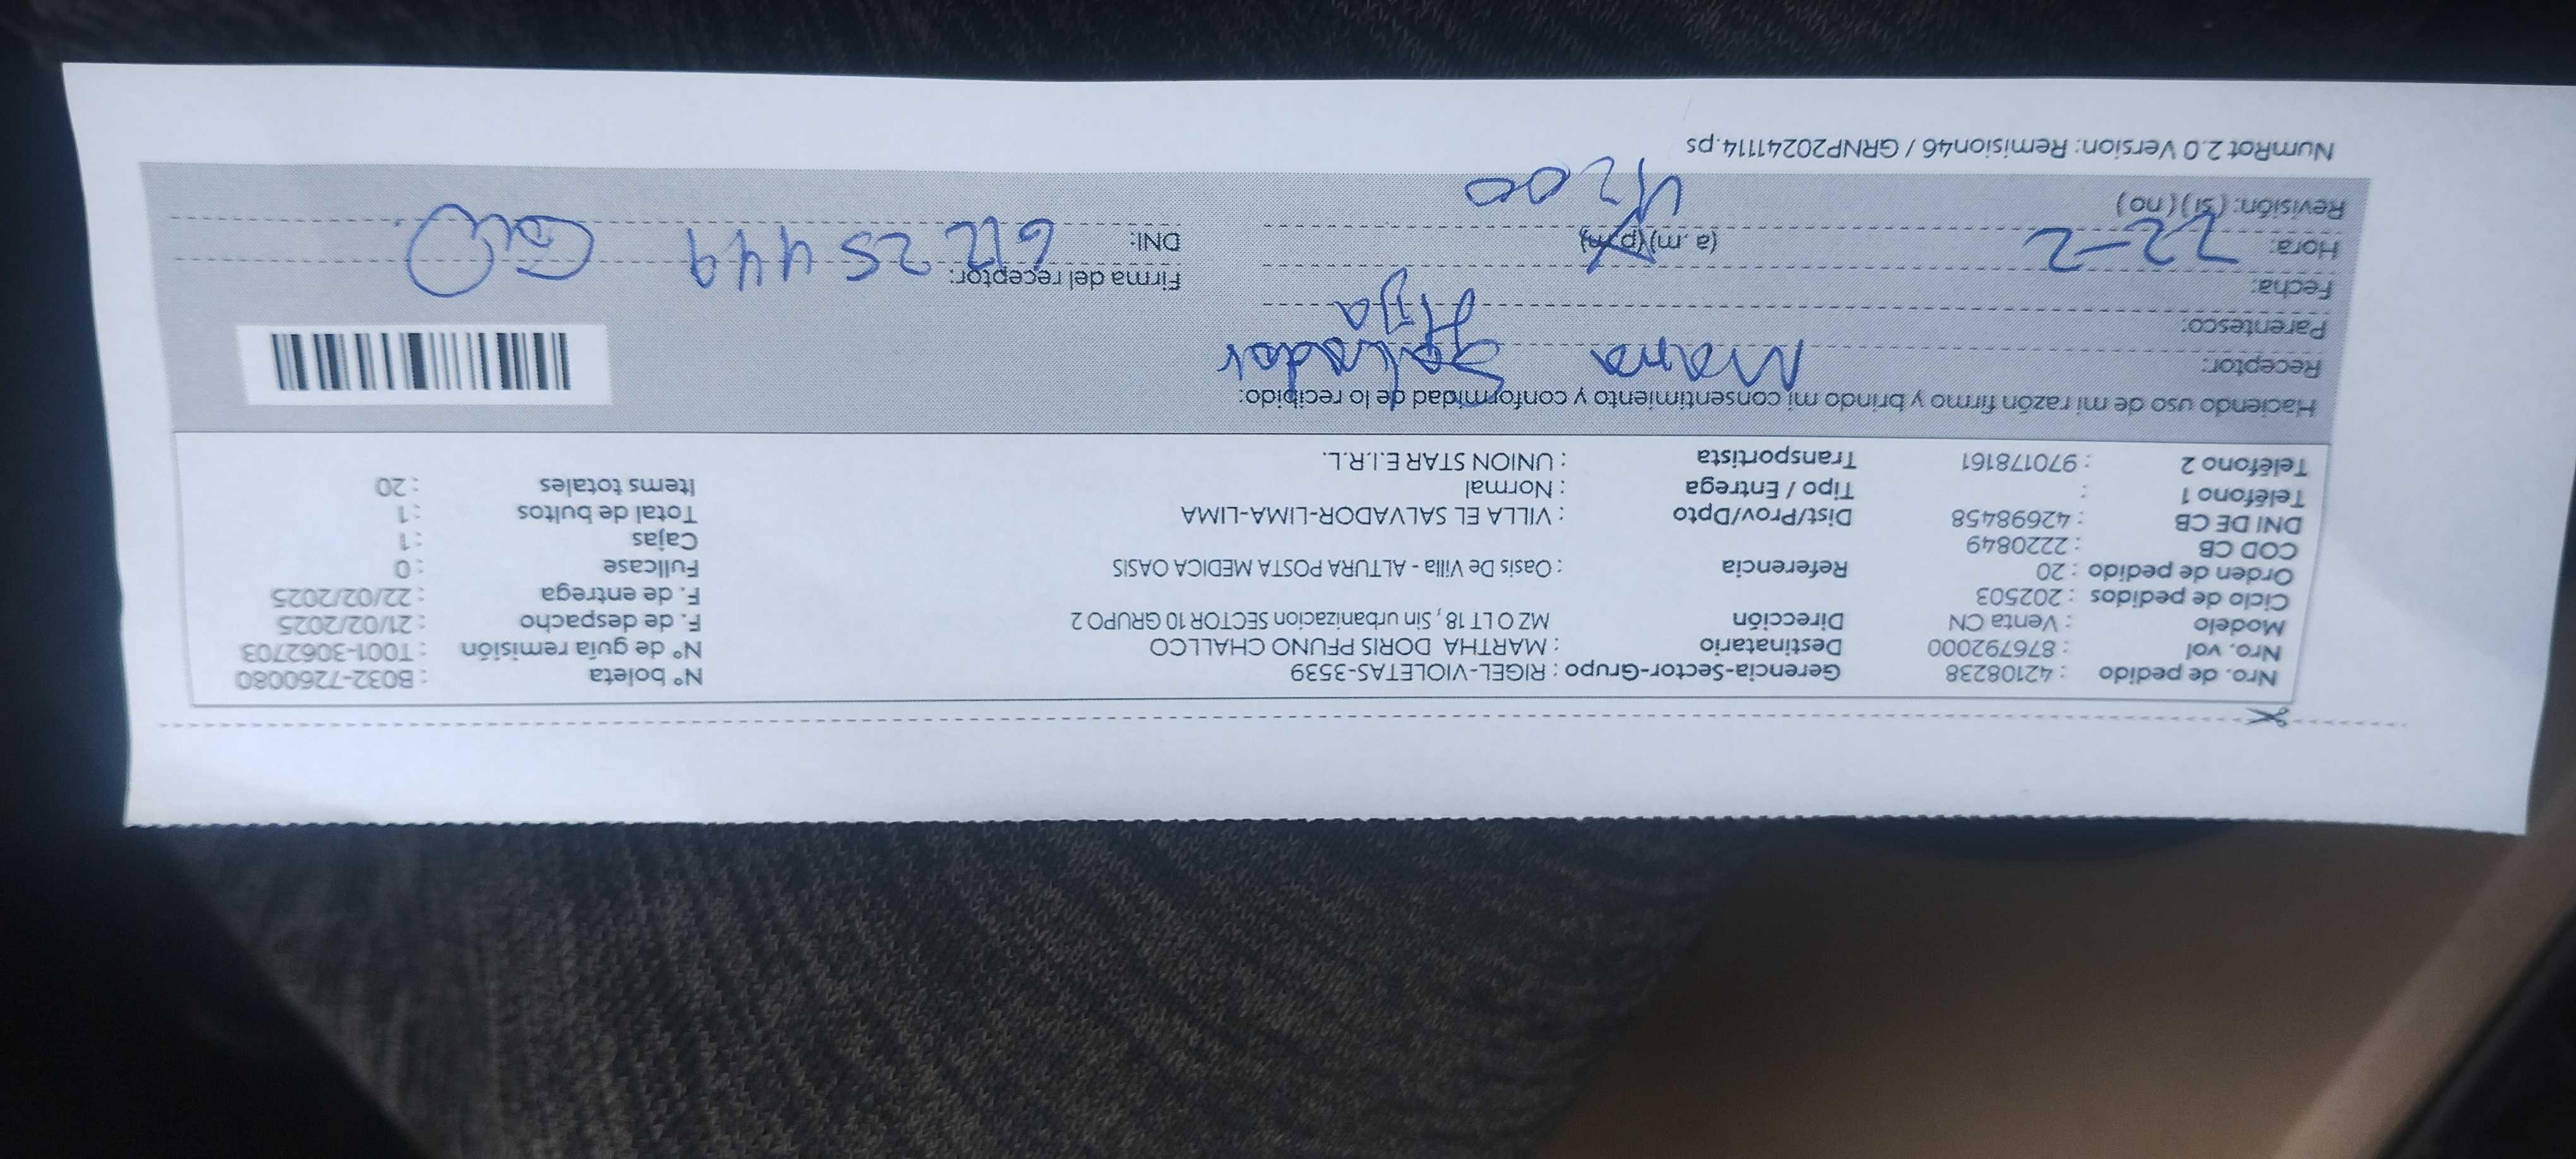 Nro. de pedido : 42108238 Gerencia-Sector-Grupo : RIGEL-VIOLETAS-3539 N° boleta : B032-7260080
Nro. vol : 876792000 Destinatario : MARTHA DORIS PFUNO CHALLCO N° de guía remisión : T001-3062703
Modelo : Venta CN Dirección MZ O LT 18 , Sin urbanizacion SECTOR 10 GRUPO 2 F. de despacho : 21/02/2025
Ciclo de pedidos : 202503 F. de entrega : 22/02/2025
Orden de pedido : 20 Referencia : Oasis De Villa - ALTURA POSTA MEDICA OASIS Fullcase : 0
COD CB : 2220849 Cajas : 1
DNI DE CB : 42698458 Dist/Prov/Dpto : VILLA EL SALVADOR-LIMA-LIMA Total de bultos : 1
Teléfono 1 : Tipo / Entrega : Normal Items totales : 20
Teléfono 2 : 970178161 Transportista : UNION STAR E.I.R.L.
Haciendo uso de mi razón firmo y brindo mi consentimiento y conformidad de lo recibido:
Receptor: Salvador
Parentesco: Hija
Fecha: Firma del receptor:
Hora: 22-2 (a.m)(p.m) DNI:
Revisión: (si)(no)
NumRot 2.0 Version: Remision46 / GRNP20241114.ps